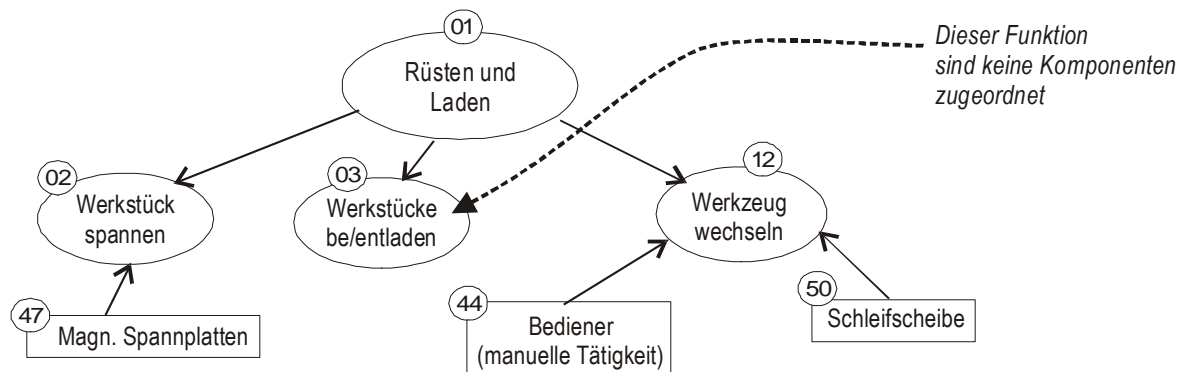 01
Rüsten und
Laden
Dieser Funktion
sind keine Komponenten
zugeordnet
02
Werkstück
spannen
03
Werkstücke
be/entladen
12
Werkzeug
wechseln
47
Magn. Spannplatten
44
Bediener
(manuelle Tätigkeit)
50
Schleifscheibe